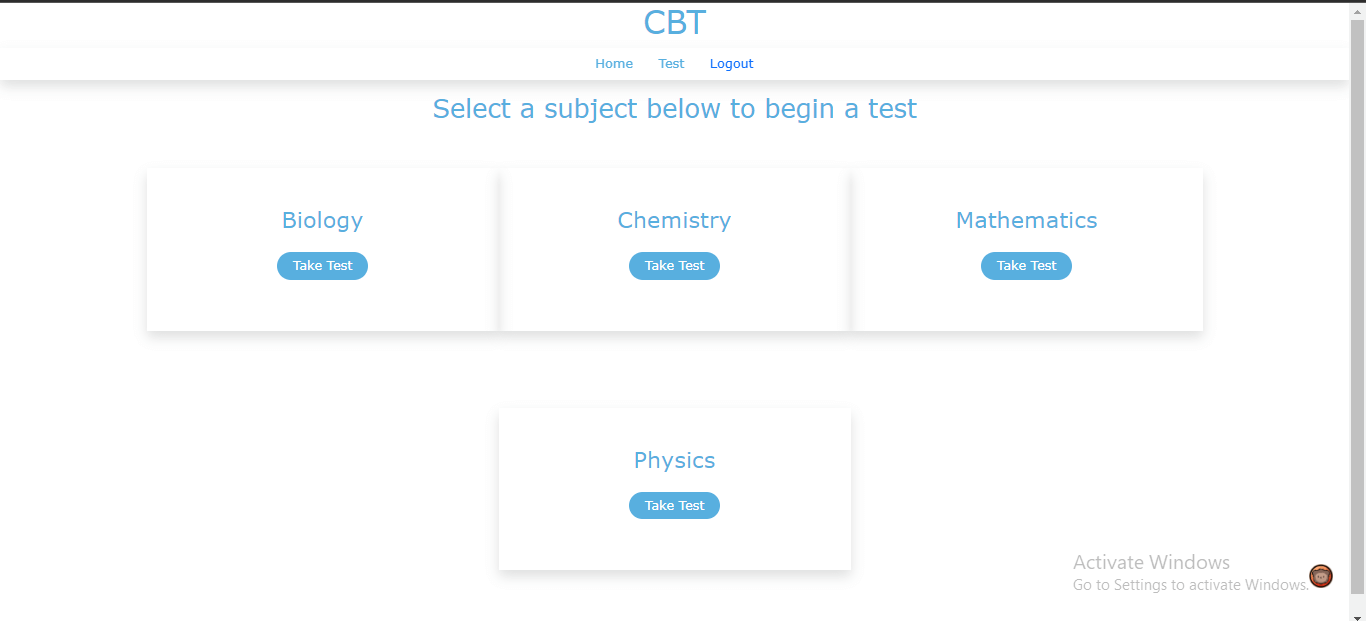 CBT
Home Test Logout
Select a subject below to begin a test
Biology Chemistry Mathematics
Take Test Take Test Take Test
Physics
Take Test
Activate Windows
Go to Settings to activate Windows.